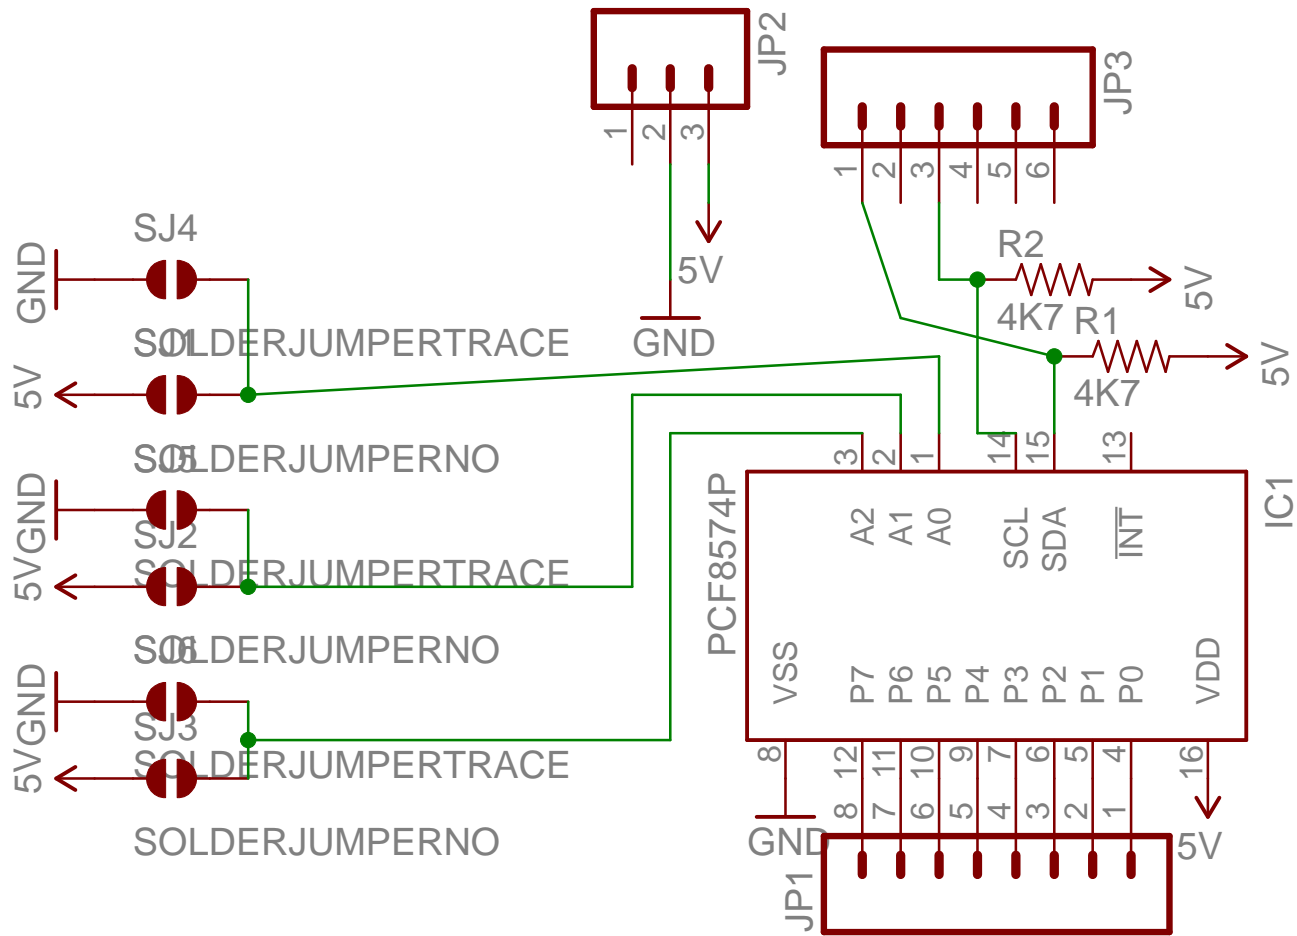 JP2
1
2
3
5V
GND
JP3
1
2
3
4
5
6
R2
4K7
5V
R1
4K7
5V
SJ4
GND
SOLDERJUMPERTRACE
SJ1
5V
SOLDERJUMPERNO
SJ5
GND
SOLDERJUMPERTRACE
SJ2
5V
SOLDERJUMPERNO
SJ6
GND
SOLDERJUMPERTRACE
SJ3
5V
SOLDERJUMPERNO
3
2
1
14
15
13
PCF8574P
IC1
A2
A1
A0
SCL
SDA
INT
VSS
P7
P6
P5
P4
P3
P2
P1
P0
VDD
8
12
11
10
9
7
6
5
4
16
8
7
6
5
4
3
2
1
GND
5V
JP1